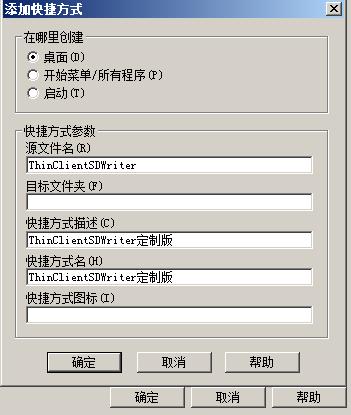 添加快捷方式
在哪里创建
桌面(D)
开始菜单/所有程序(P)
启动(T)
快捷方式参数
源文件名(R)
ThinClientSDWriter
目标文件夹(F)
快捷方式描述(C)
ThinClientSDWriter定制版
快捷方式名(H)
ThinClientSDWriter定制版
快捷方式图标(I)
确定 取消 帮助
确定 取消 帮助